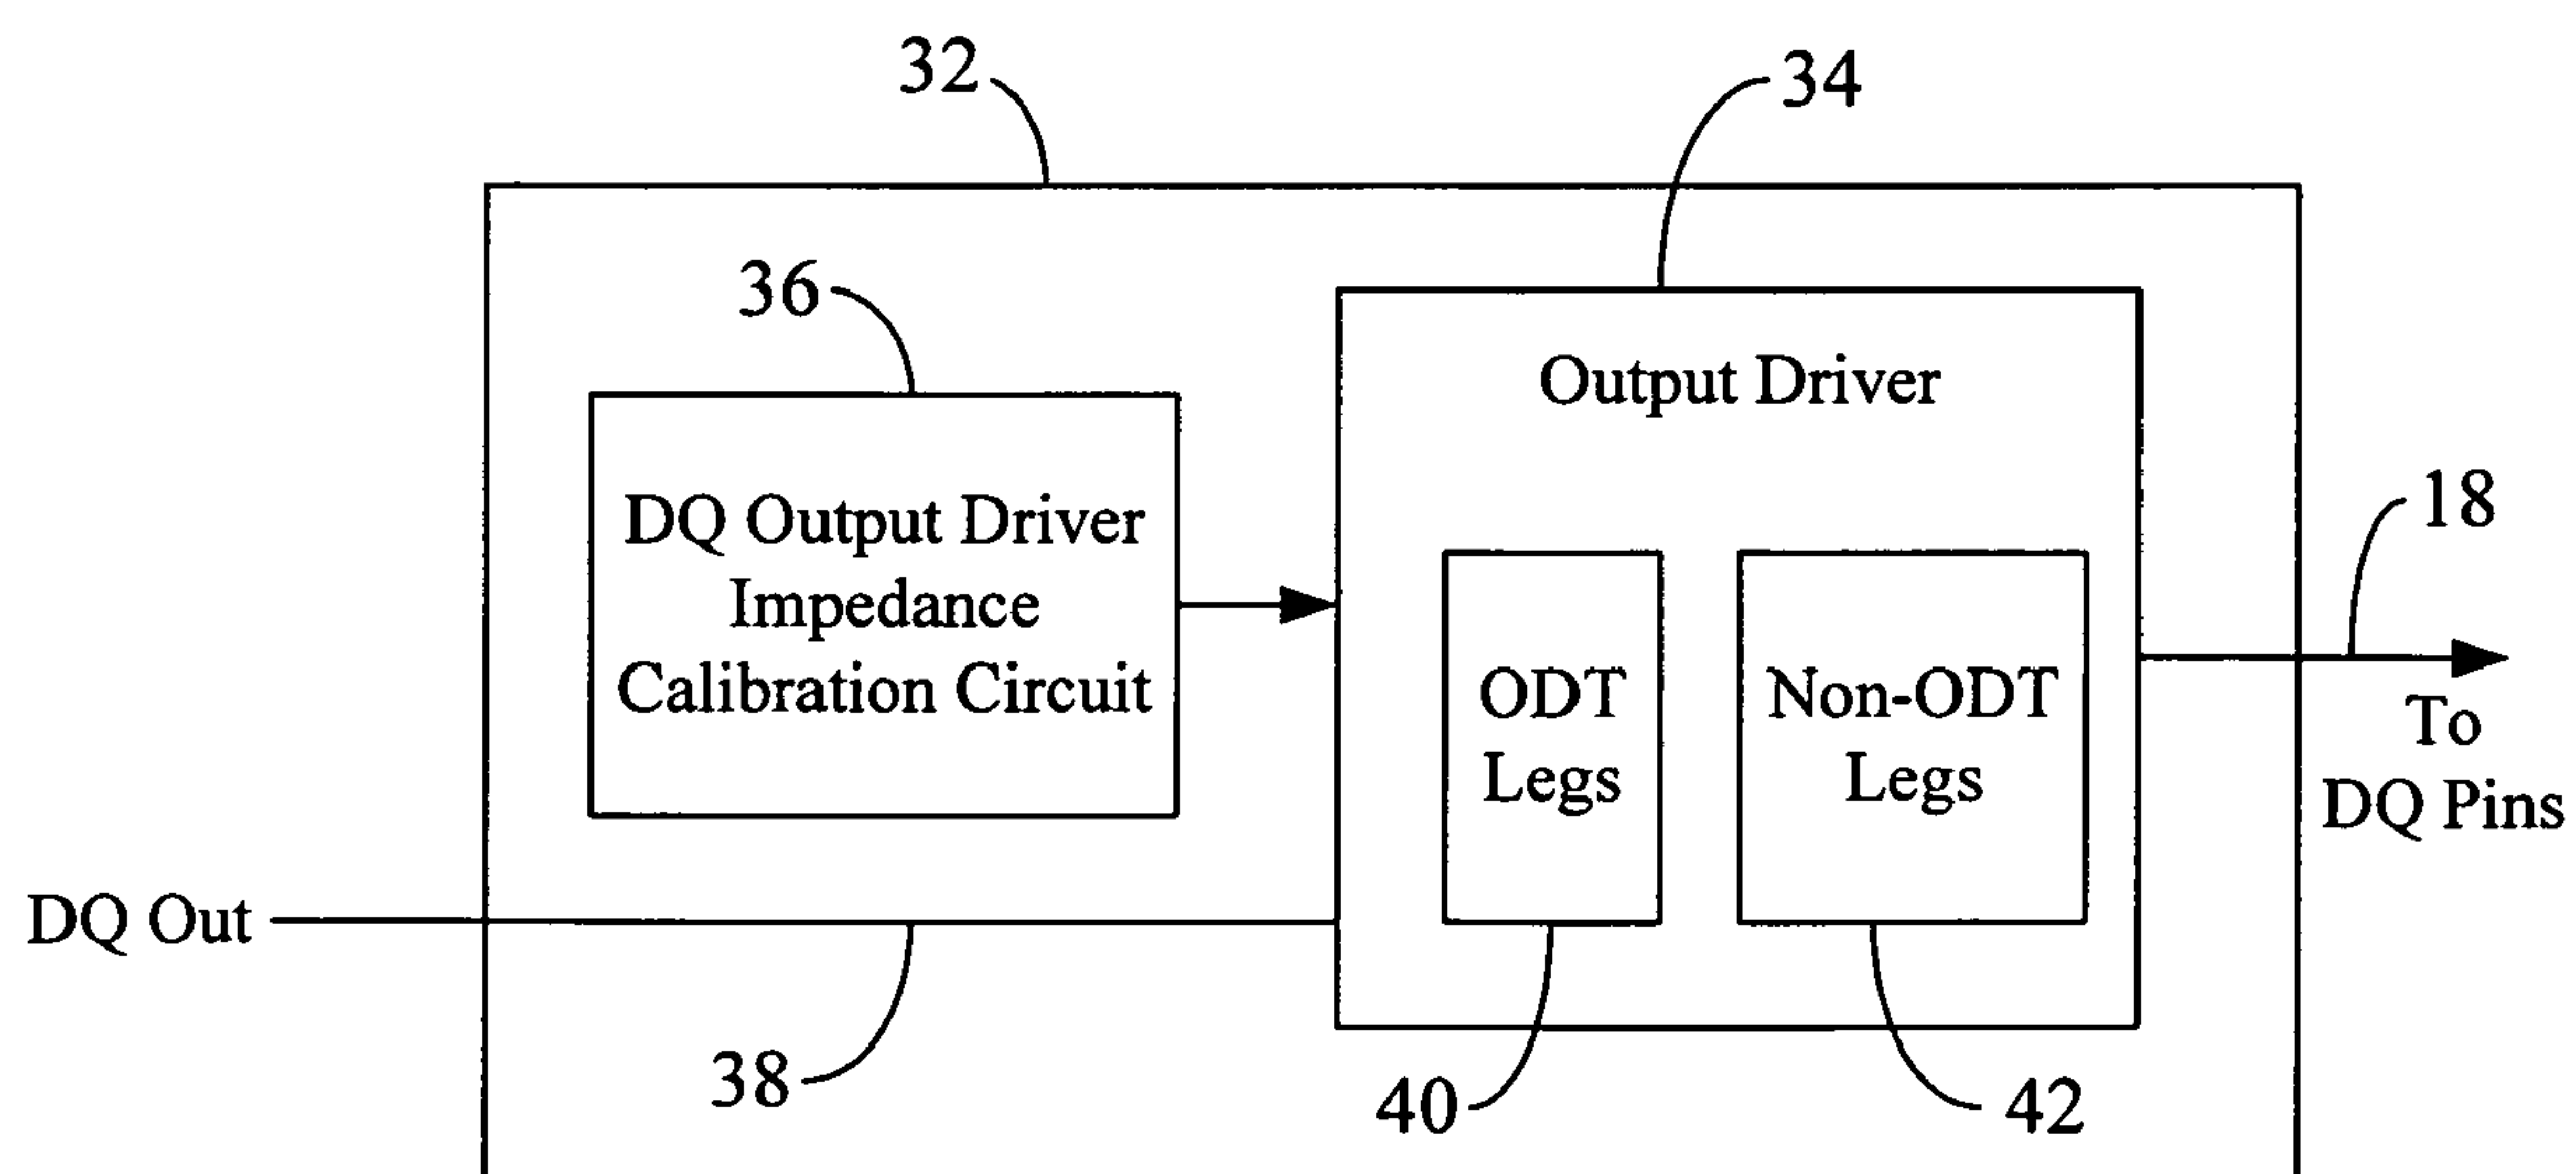 32
34
36
Output Driver
DQ Output Driver
Impedance
Calibration Circuit
18
ODT
Legs
Non-ODT
Legs
To
DQ Pins
DQ Out
38
40
42